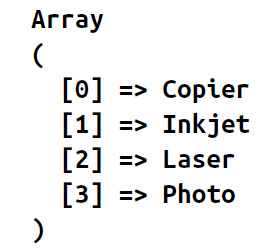 Array
(
[0] => Copier
[1] => Inkjet
[2] => Laser
[3] => Photo
)